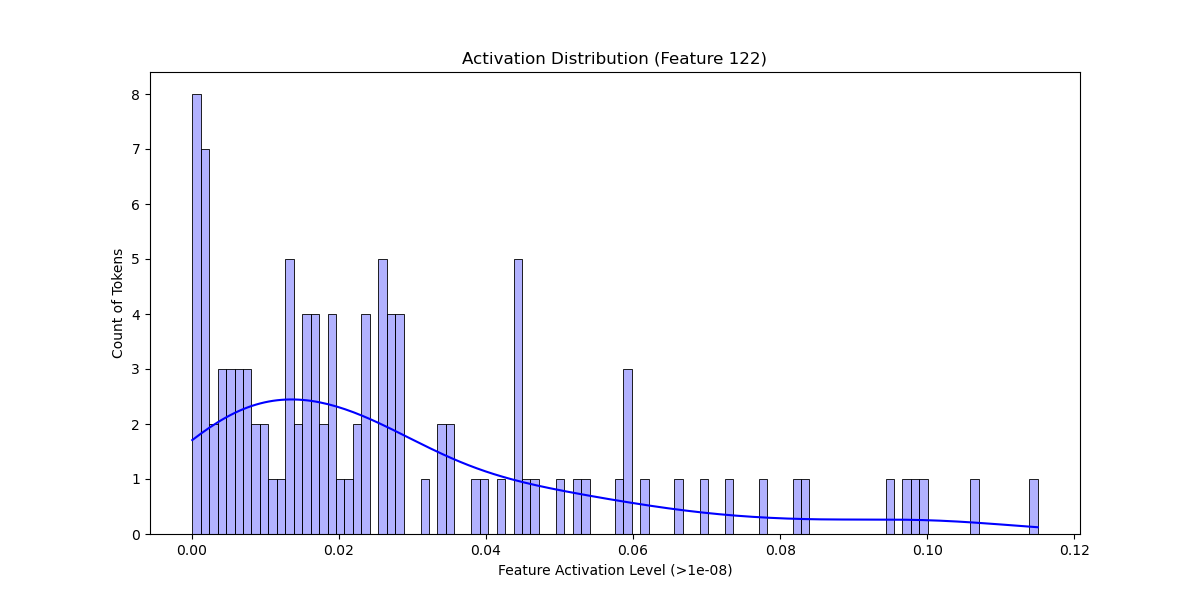 Activation Distribution (Feature 122)
Count of Tokens
8
7
6
5
4
3
2
1
0
0.00 0.02 0.04 0.06 0.08 0.10 0.12
Feature Activation Level (>1e-08)